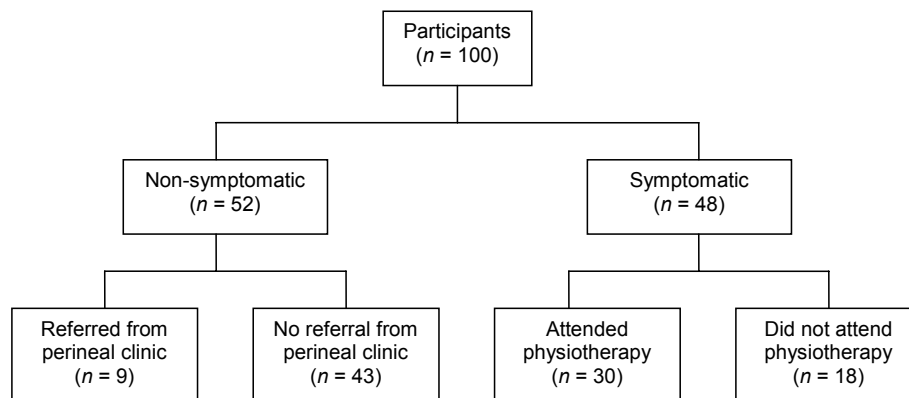 Participants
(n = 100)
Non-symptomatic
(n = 52)
Symptomatic
(n = 48)
Referred from
perineal clinic
(n = 9)
No referral from
perineal clinic
(n = 43)
Attended
physiotherapy
(n = 30)
Did not attend
physiotherapy
(n = 18)